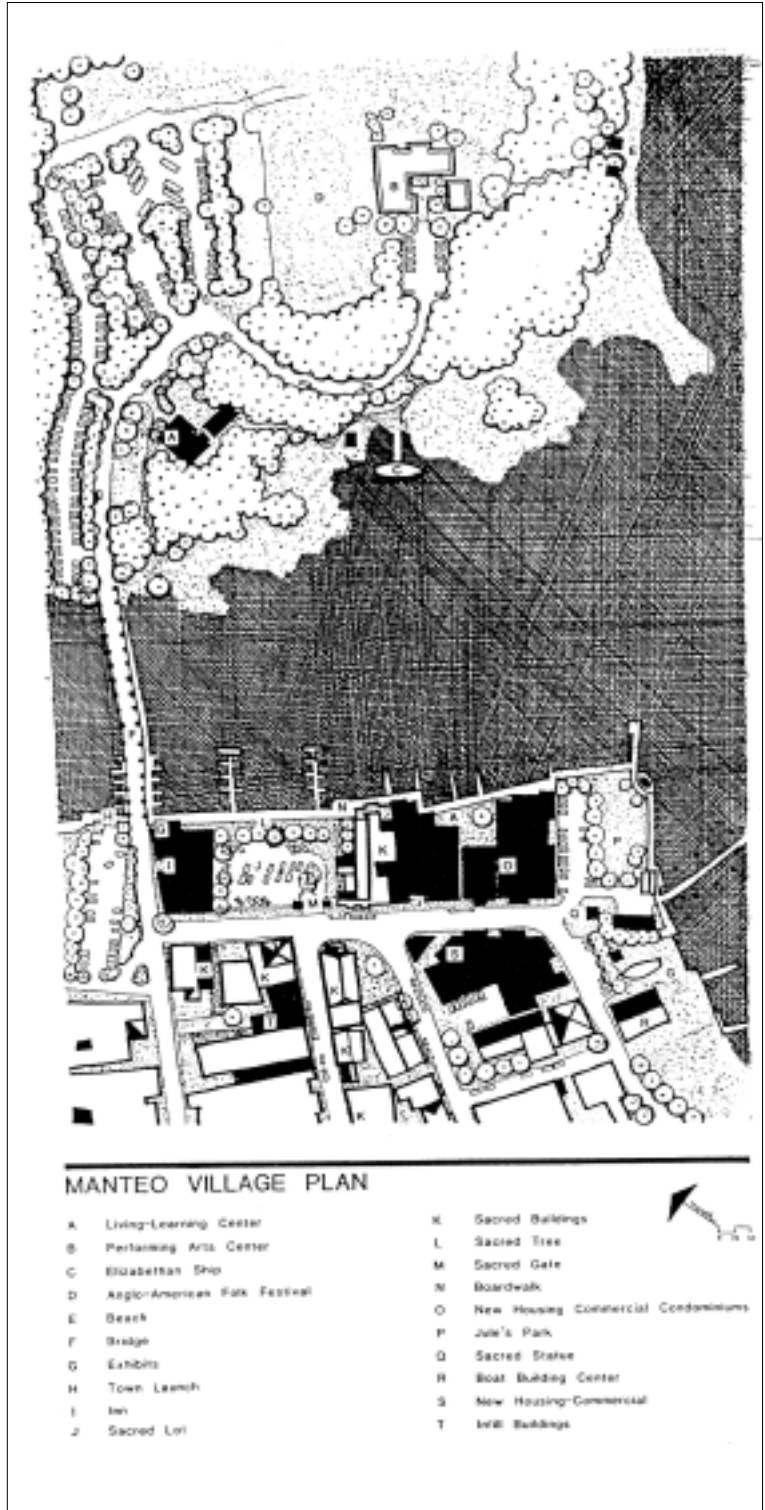 MANTEO VILLAGE PLAN
A Living-Learning Center
B Performing Arts Center
C Elizabethan Ship
D Anglo-American Folk Festival
E Beach
F Bridge
G Exhibits
H Town Launch
I Inn
J Sacred Lot
K Sacred Buildings
L Sacred Tree
M Sacred Gate
N Boardwalk
O New Housing Commercial Condominiums
P Jule's Park
Q Sacred Statue
R Boat Building Center
S New Housing-Commercial
T Infill Buildings